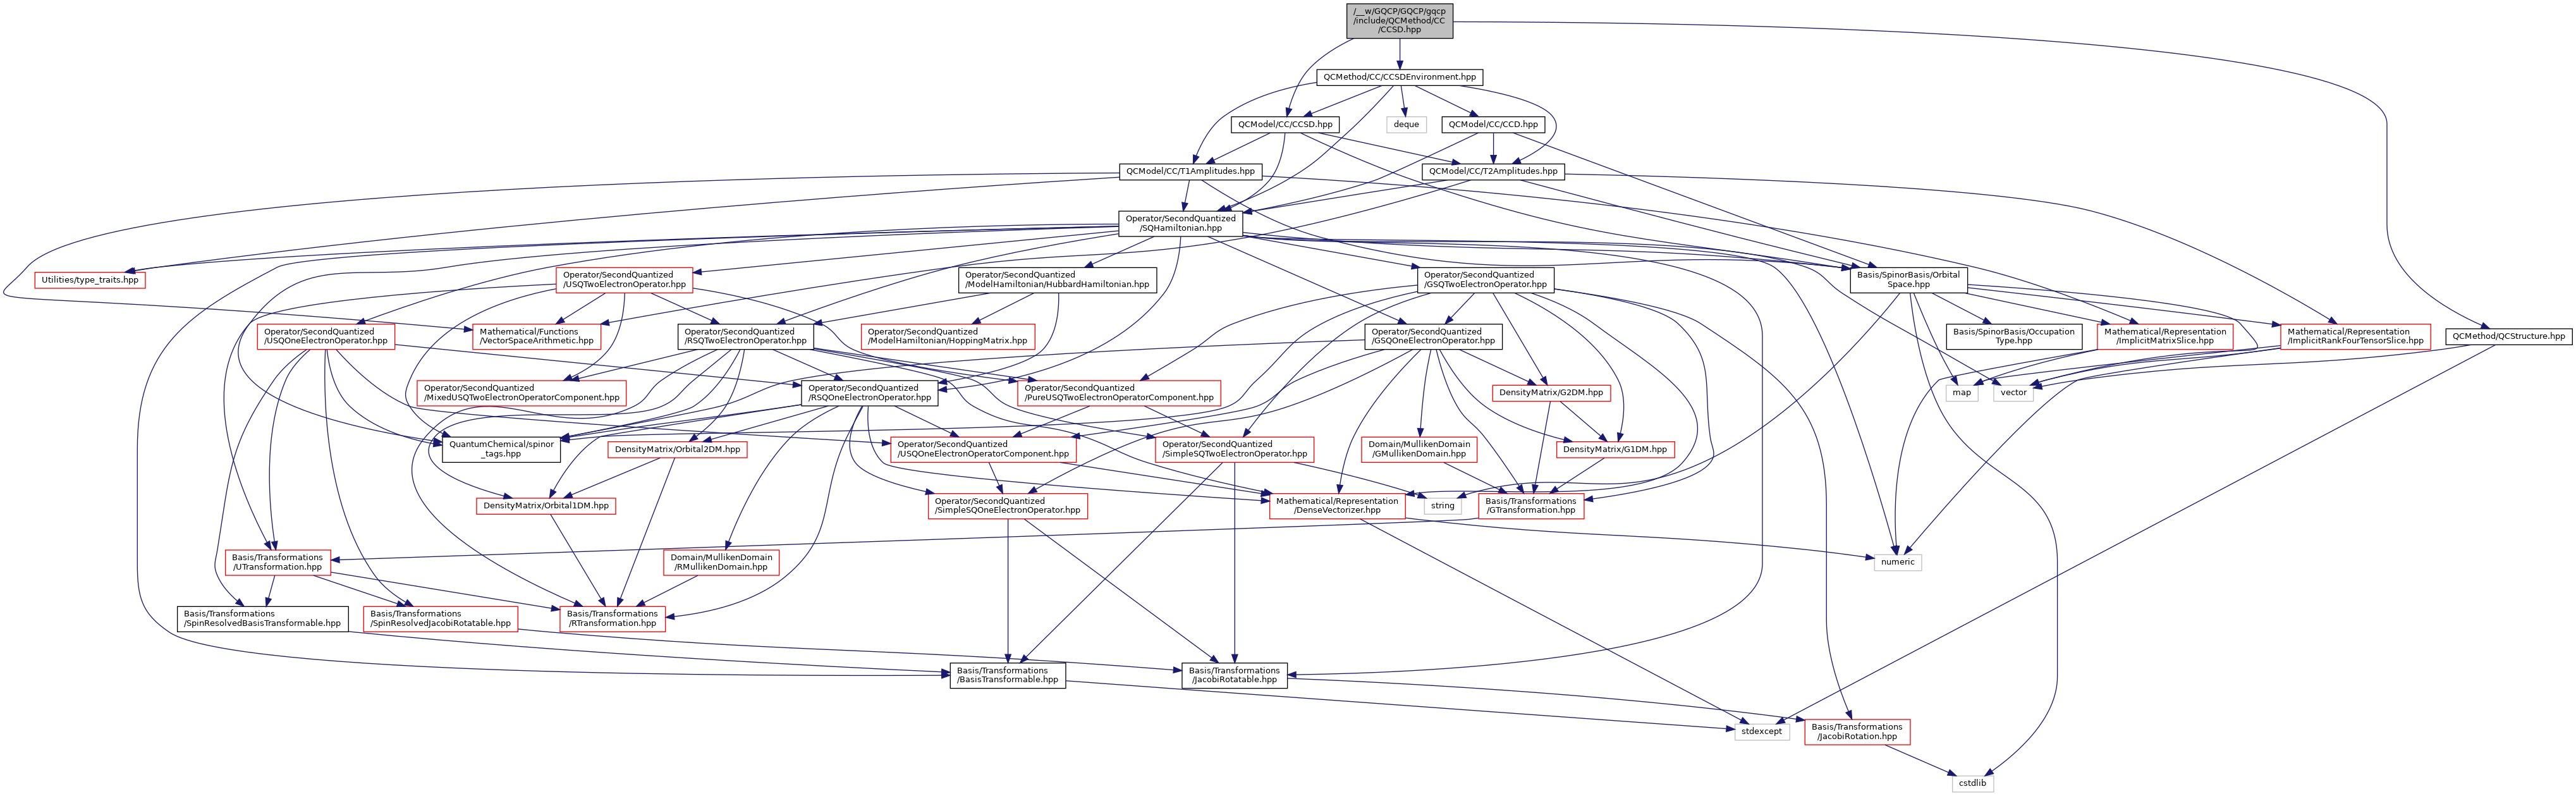 /__w/GQCP/GQCP/gqcp
/include/QCMethod/CC
/CCSD.hpp
QCMethod/CC/CCSDEnvironment.hpp
QCModel/CC/CCSD.hpp
deque
QCModel/CC/CCD.hpp
QCModel/CC/T1Amplitudes.hpp
QCModel/CC/T2Amplitudes.hpp
Operator/SecondQuantized
/SQHamiltonian.hpp
Utilities/type_traits.hpp
Operator/SecondQuantized
/USQTwoElectronOperator.hpp
Operator/SecondQuantized
/ModelHamiltonian/HubbardHamiltonian.hpp
Operator/SecondQuantized
/GSQTwoElectronOperator.hpp
Basis/SpinorBasis/Orbital
Space.hpp
Operator/SecondQuantized
/USQOneElectronOperator.hpp
Mathematical/Functions
/VectorSpaceArithmetic.hpp
Operator/SecondQuantized
/RSQTwoElectronOperator.hpp
Operator/SecondQuantized
/ModelHamiltonian/HoppingMatrix.hpp
Operator/SecondQuantized
/GSQOneElectronOperator.hpp
Basis/SpinorBasis/Occupation
Type.hpp
Mathematical/Representation
/ImplicitMatrixSlice.hpp
Mathematical/Representation
/ImplicitRankFourTensorSlice.hpp
QCMethod/QCStructure.hpp
Operator/SecondQuantized
/MixedUSQTwoElectronOperatorComponent.hpp
Operator/SecondQuantized
/RSQOneElectronOperator.hpp
Operator/SecondQuantized
/PureUSQTwoElectronOperatorComponent.hpp
DensityMatrix/G2DM.hpp
map
vector
QuantumChemical/spinor
_tags.hpp
DensityMatrix/Orbital2DM.hpp
Operator/SecondQuantized
/USQOneElectronOperatorComponent.hpp
Operator/SecondQuantized
/SimpleSQTwoElectronOperator.hpp
Domain/MullikenDomain
/GMullikenDomain.hpp
DensityMatrix/G1DM.hpp
DensityMatrix/Orbital1DM.hpp
Operator/SecondQuantized
/SimpleSQOneElectronOperator.hpp
Mathematical/Representation
/DenseVectorizer.hpp
string
Basis/Transformations
/GTransformation.hpp
Basis/Transformations
/UTransformation.hpp
Domain/MullikenDomain
/RMullikenDomain.hpp
numeric
Basis/Transformations
/SpinResolvedBasisTransformable.hpp
Basis/Transformations
/SpinResolvedJacobiRotatable.hpp
Basis/Transformations
/RTransformation.hpp
Basis/Transformations
/BasisTransformable.hpp
Basis/Transformations
/JacobiRotatable.hpp
stdexcept
Basis/Transformations
/JacobiRotation.hpp
cstdlib